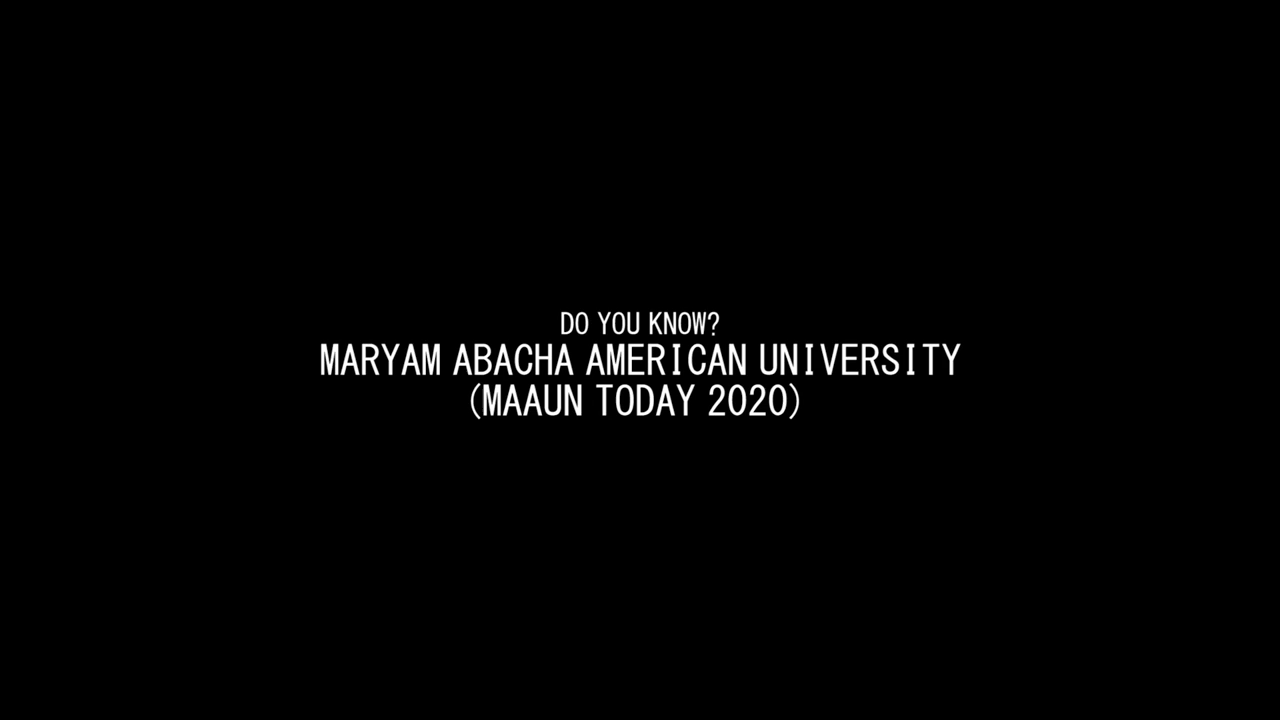 DO YOU KNOW?
MARYAM ABACHA AMERICAN UNIVERSITY
(MAAUN TODAY 2020)